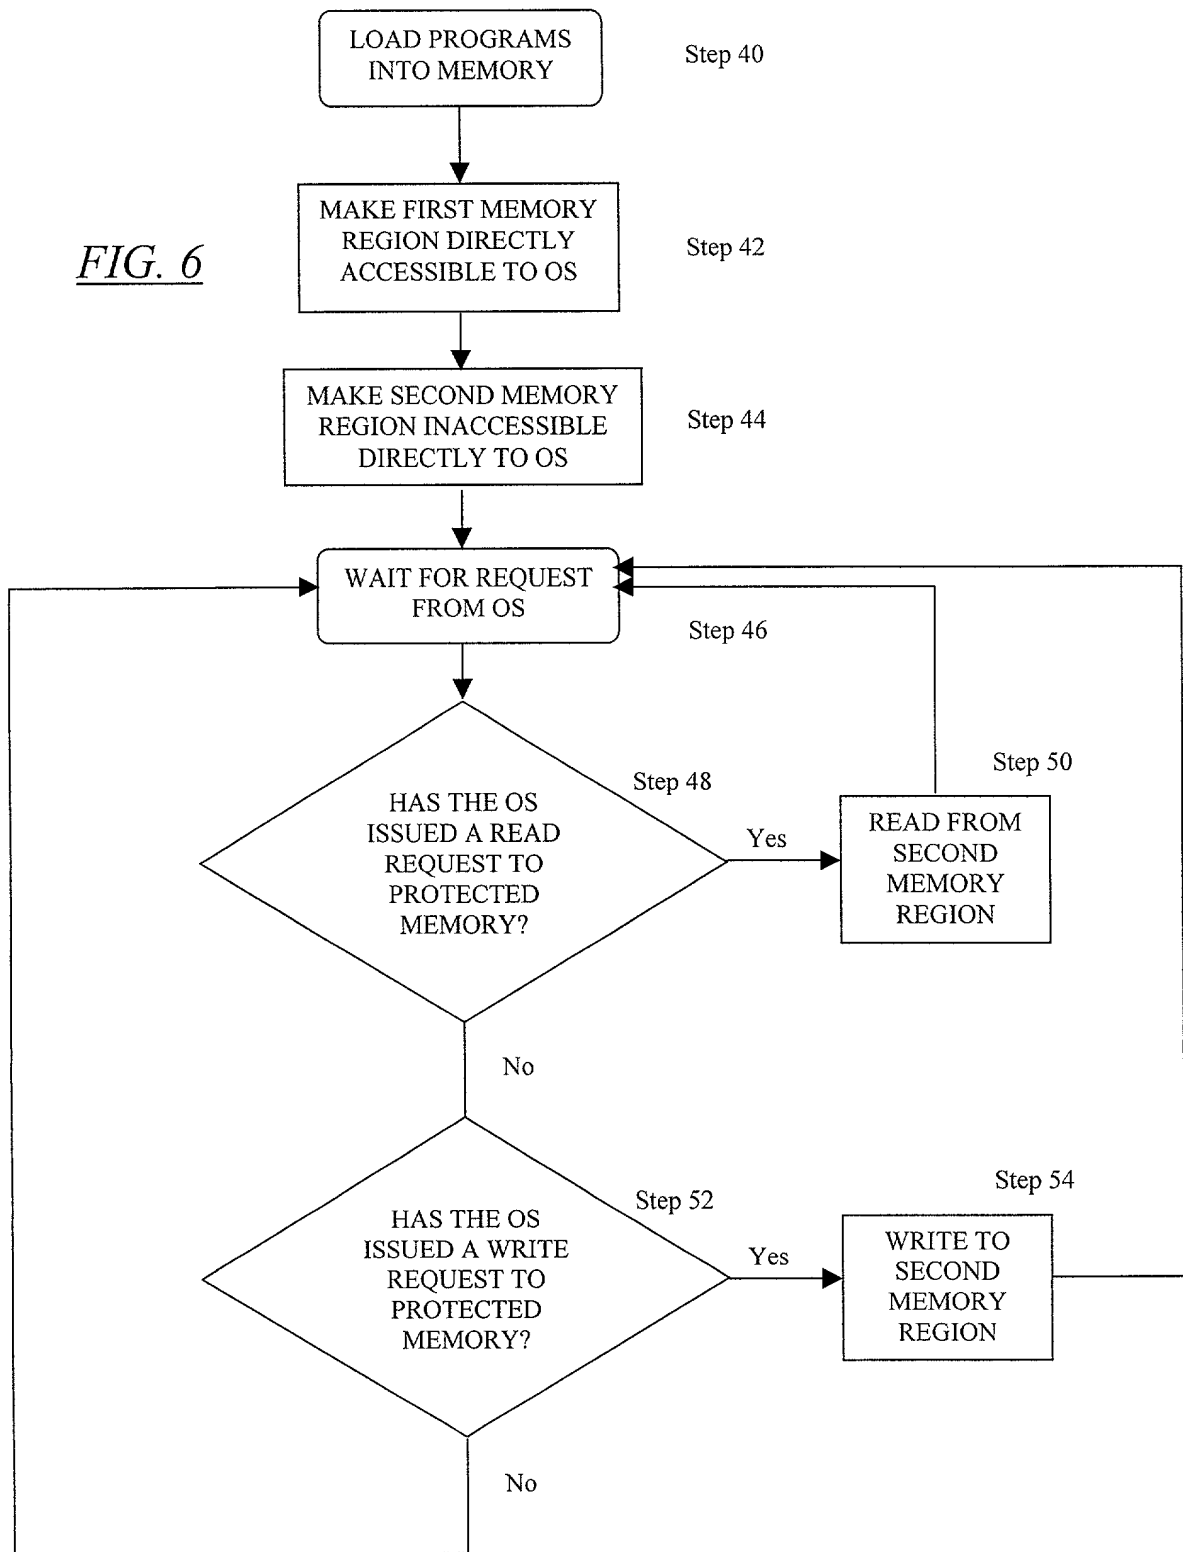 LOAD PROGRAMS
INTO MEMORY
Step 40
MAKE FIRST MEMORY
REGION DIRECTLY
ACCESSIBLE TO OS
Step 42
FIG. 6
MAKE SECOND MEMORY
REGION INACCESSIBLE
DIRECTLY TO OS
Step 44
WAIT FOR REQUEST
FROM OS
Step 46
HAS THE OS
ISSUED A READ
REQUEST TO
PROTECTED
MEMORY?
Step 48
Yes
Step 50
READ FROM
SECOND
MEMORY
REGION
No
HAS THE OS
ISSUED A WRITE
REQUEST TO
PROTECTED
MEMORY?
Step 52
Yes
Step 54
WRITE TO
SECOND
MEMORY
REGION
No